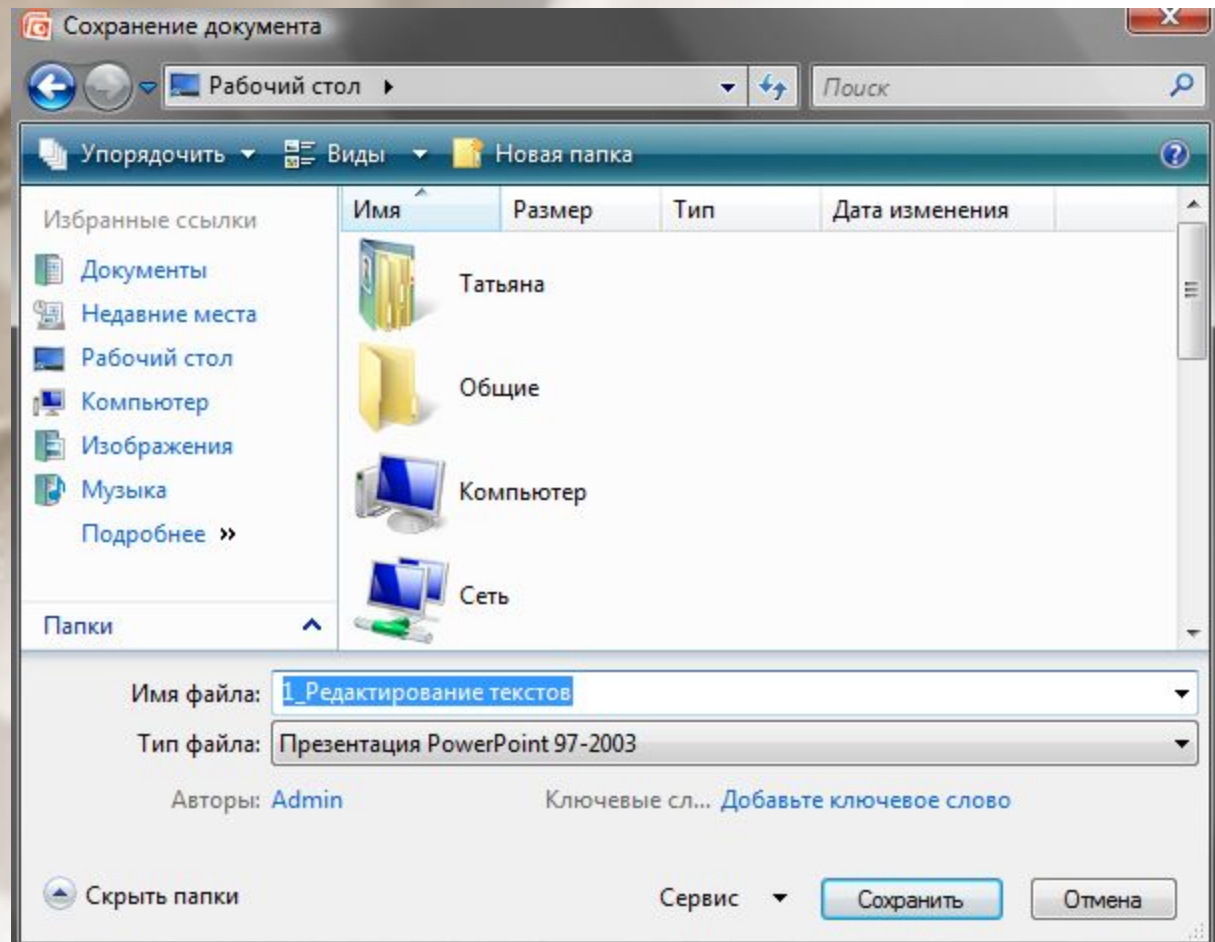 Сохранение документа
Рабочий стол
Поиск
Упорядочить Виды Новая папка
Избранные ссылки
Документы
Недавние места
Рабочий стол
Компьютер
Изображения
Музыка
Подробнее »
Папки
Имя Размер Тип Дата изменения
Татьяна
Общие
Компьютер
Сеть
Имя файла: 1_Редактирование текстов
Тип файла: Презентация PowerPoint 97-2003
Авторы: Admin Ключевые сл... Добавьте ключевое слово
Скрыть папки Сервис Сохранить Отмена